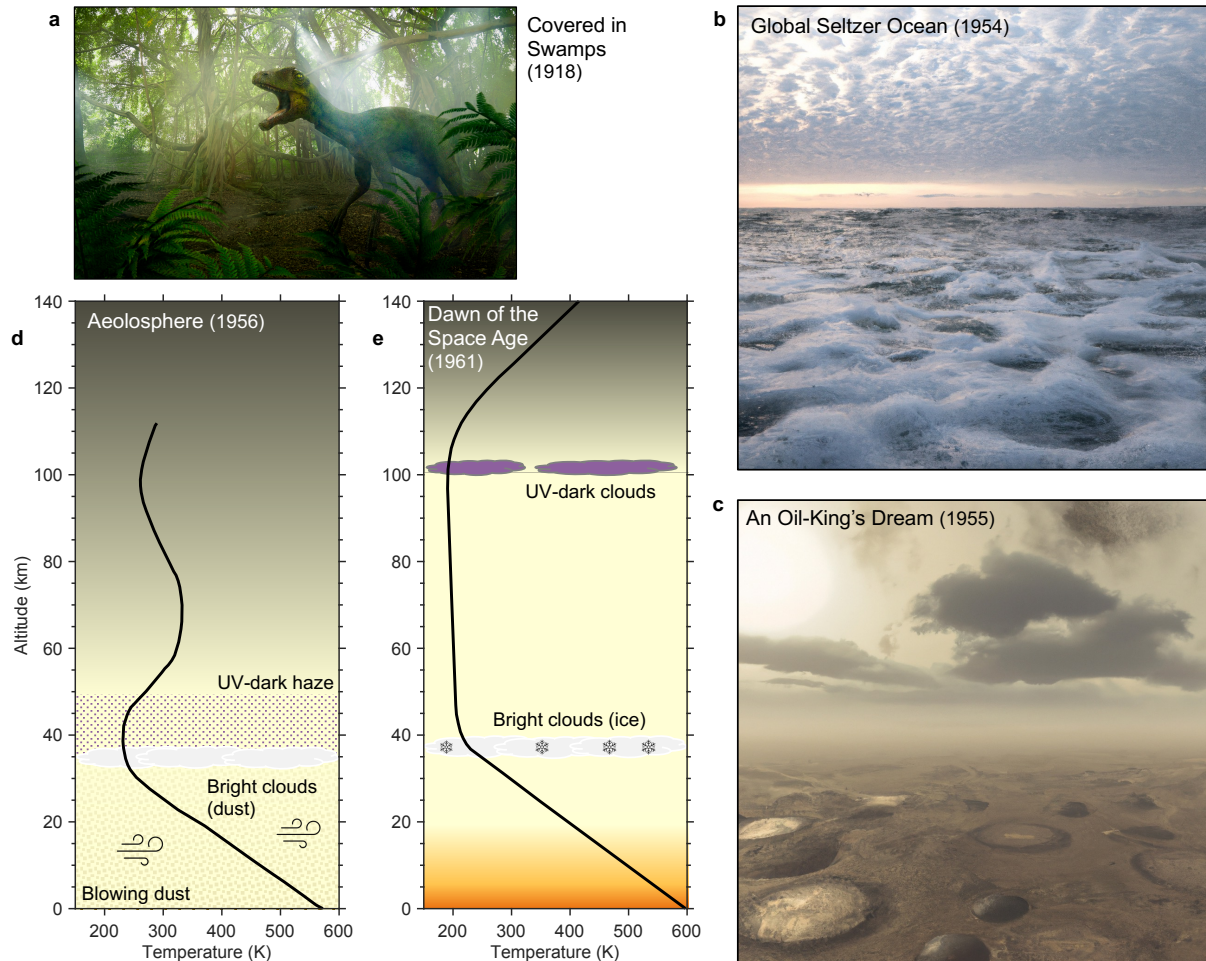 a
Covered in
Swamps
(1918)
b
Global Seltzer Ocean (1954)
c
An Oil-King's Dream (1955)
d
Aeolosphere (1956)
140
120
100
80
60
40
20
0
Altitude (km)
UV-dark haze
Bright clouds
(dust)
Blowing dust
200
300
400
500
600
Temperature (K)
e
Dawn of the
Space Age
(1961)
140
120
100
80
60
40
20
0
UV-dark clouds
Bright clouds (ice)
200
300
400
500
600
Temperature (K)